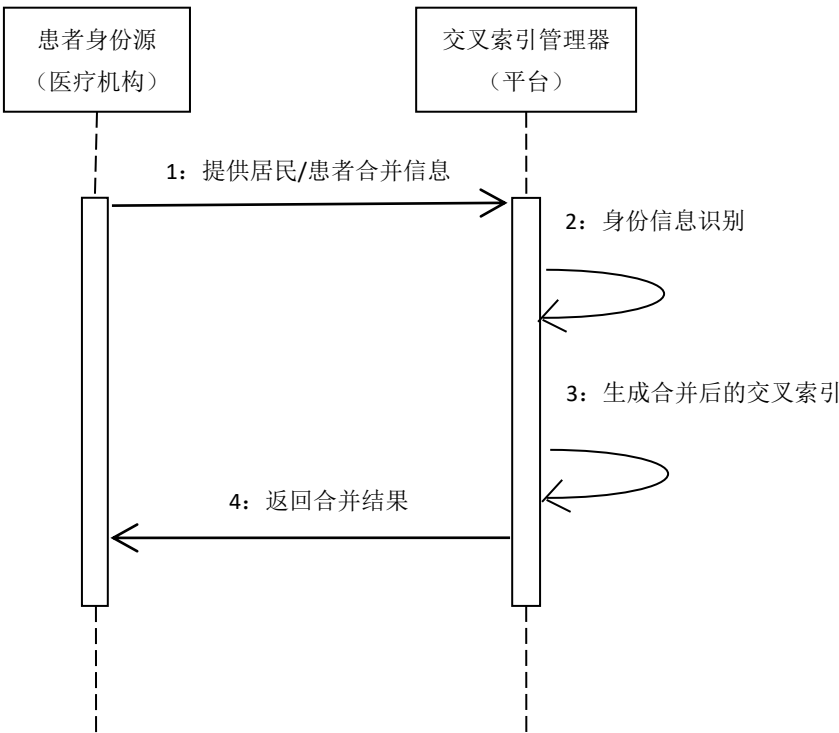 患者身份源
（医疗机构）
交叉索引管理器
（平台）
1：提供居民/患者合并信息
2：身份信息识别
3：生成合并后的交叉索引
4：返回合并结果